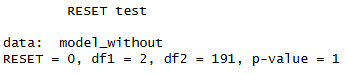 RESET test
data:  model_without
RESET = 0, df1 = 2, df2 = 191, p-value = 1